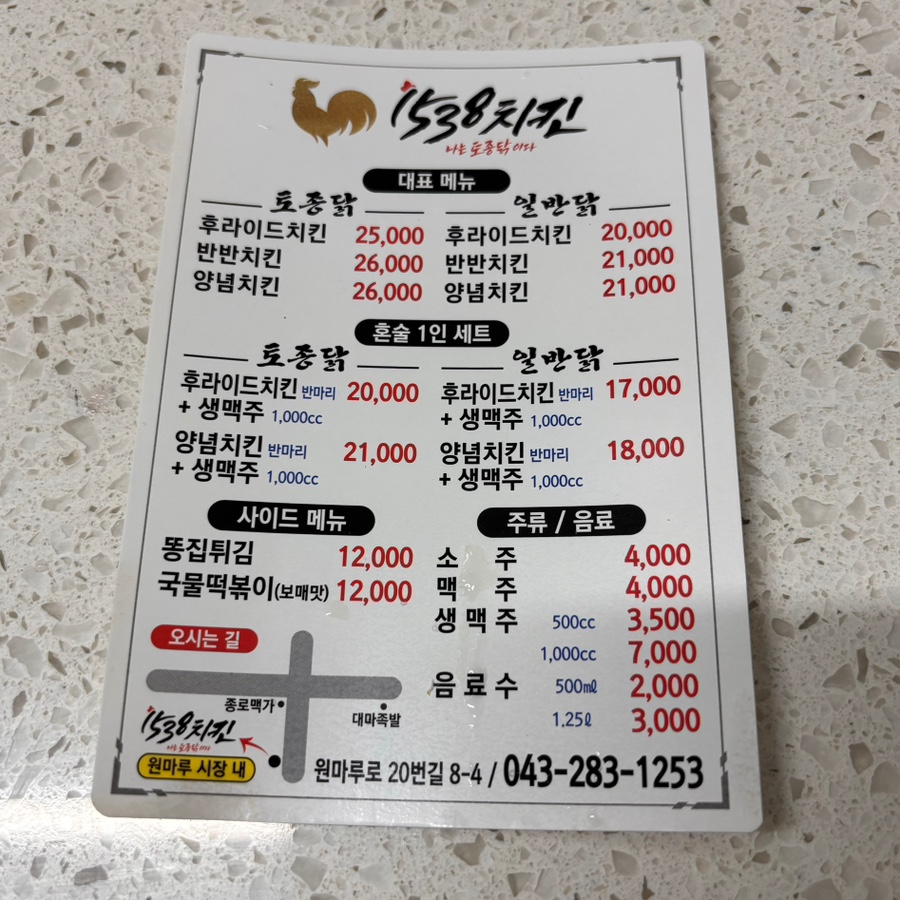 1538치킨
나는 토종닭이다
대표 메뉴
토종닭
후라이드치킨 25,000
반반치킨 26,000
양념치킨 26,000
일반닭
후라이드치킨 20,000
반반치킨 21,000
양념치킨 21,000
혼술 1인 세트
토종닭
후라이드치킨 반마리 20,000
+ 생맥주 1,000cc
양념치킨 반마리 21,000
+ 생맥주 1,000cc
일반닭
후라이드치킨 반마리 17,000
+ 생맥주 1,000cc
양념치킨 반마리 18,000
+ 생맥주 1,000cc
사이드 메뉴
똥집튀김 12,000
국물떡볶이(보매맛) 12,000
주류 / 음료
소 주 4,000
맥 주 4,000
생 맥 주 500cc 3,500
1,000cc 7,000
음 료 수 500㎖ 2,000
1.25ℓ 3,000
오시는 길
종로맥가
대마족발
1538치킨
나는 토종닭이다
원마루 시장 내
원마루로 20번길 8-4 / 043-283-1253